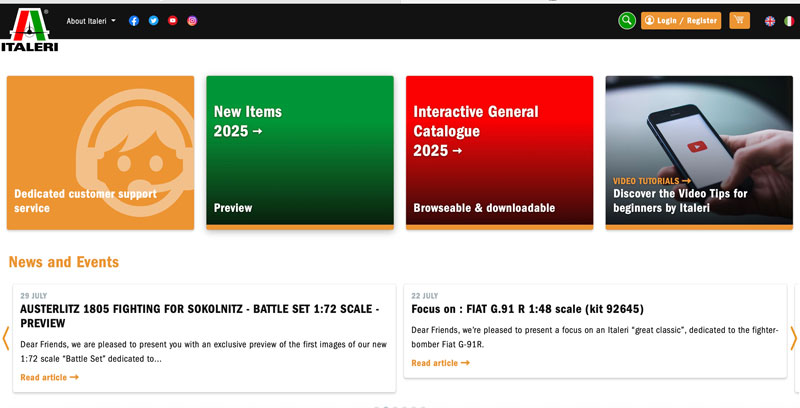 ITALERI
About Italeri
Login / Register
Dedicated customer support
service
New Items
2025 →
Preview
Interactive General
Catalogue
2025 →
Browseable & downloadable
VIDEO TUTORIALS →
Discover the Video Tips for
beginners by Italeri
News and Events
29 JULY
AUSTERLITZ 1805 FIGHTING FOR SOKOLNITZ - BATTLE SET 1:72 SCALE -
PREVIEW
Dear Friends, we are pleased to present you with an exclusive preview of the first images of our new
1:72 scale “Battle Set” dedicated to...
Read article →
22 JULY
Focus on : FIAT G.91 R 1:48 scale (kit 92645)
Dear Friends, we're pleased to present a focus on an Italeri “great classic”, dedicated to the fighter-
bomber Fiat G-91R.
Read article →